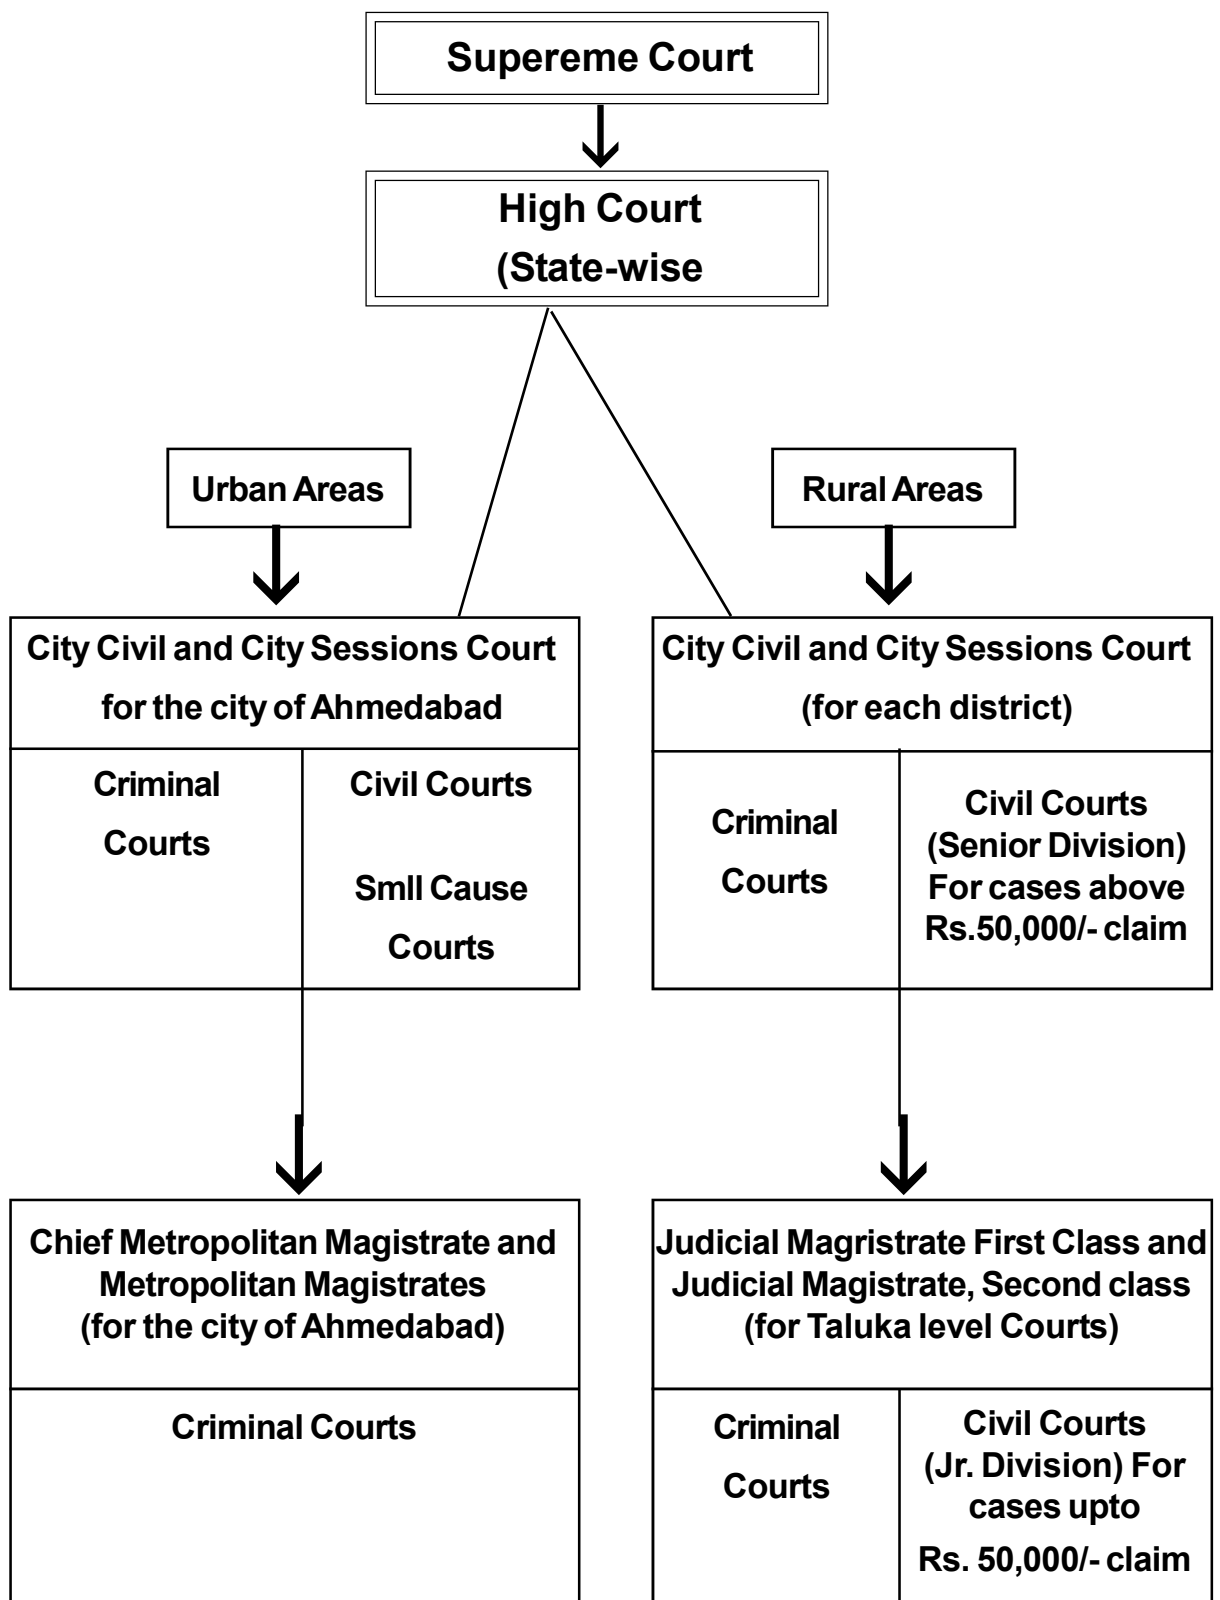 Supereme Court
High Court
(State-wise
Urban Areas
Rural Areas
City Civil and City Sessions Court
for the city of Ahmedabad
City Civil and City Sessions Court
(for each district)
Criminal
Courts
Civil Courts
Smll Cause
Courts
Criminal
Courts
Civil Courts
(Senior Division)
For cases above
Rs.50,000/- claim
Chief Metropolitan Magistrate and
Metropolitan Magistrates
(for the city of Ahmedabad)
Judicial Magristrate First Class and
Judicial Magistrate, Second class
(for Taluka level Courts)
Criminal Courts
Criminal
Courts
Civil Courts
(Jr. Division) For
cases upto
Rs. 50,000/- claim